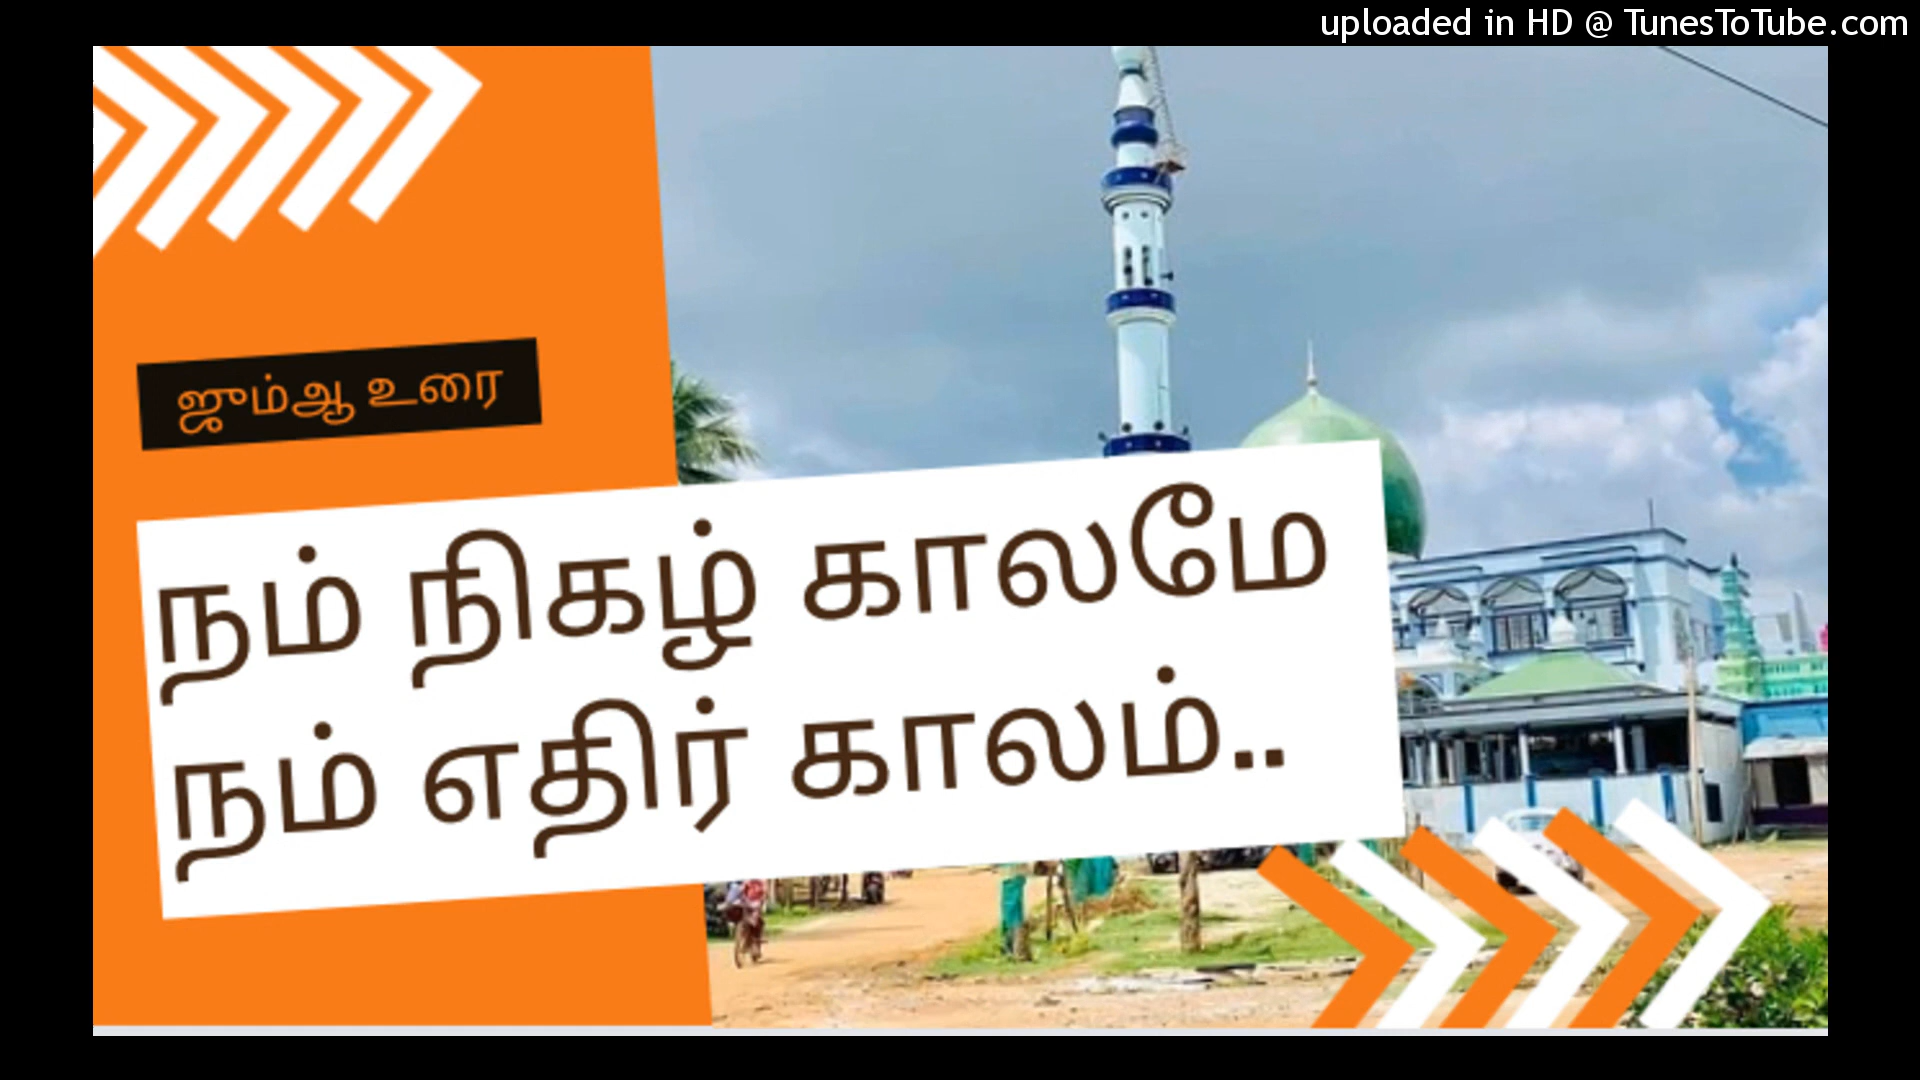 uploaded in HD @ TunesToTube.com
ஜும்ஆ உரை
நம் நிகழ் காலமே
நம் எதிர் காலம்..